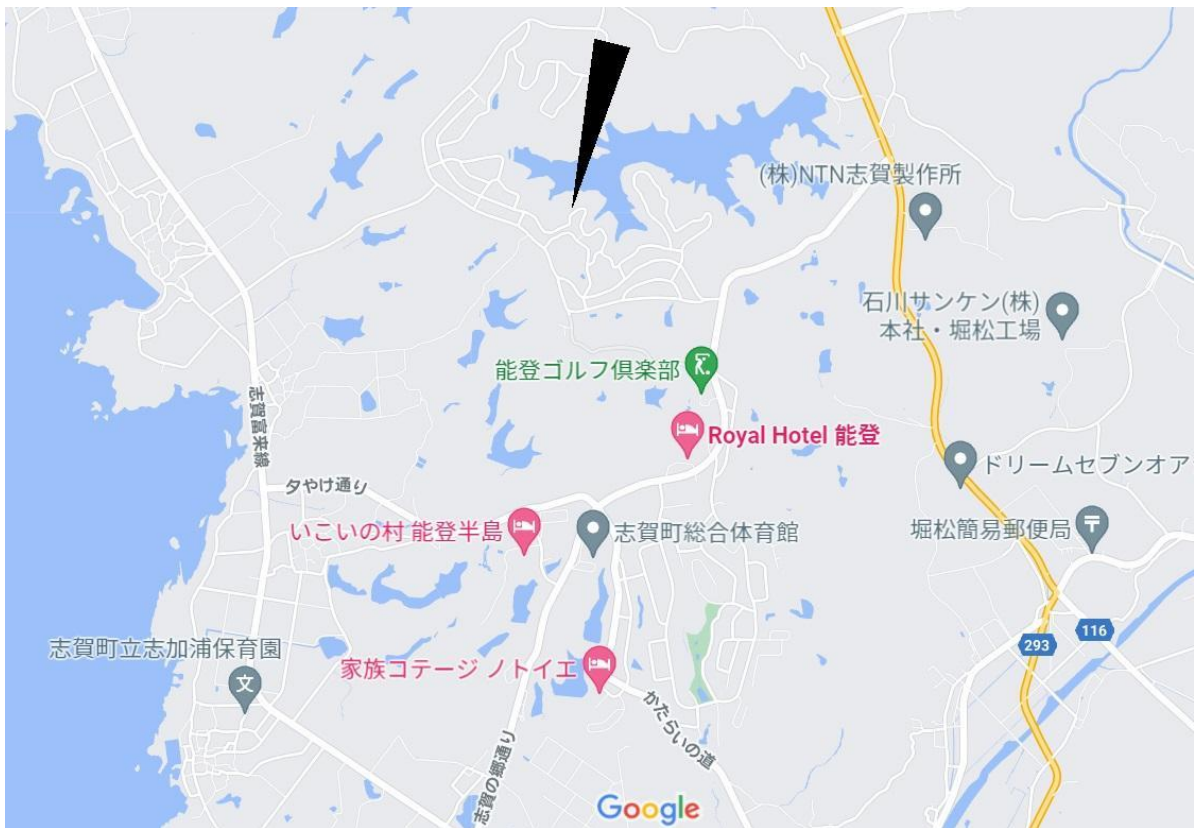 (株)NTN志賀製作所
石川サンケン(株)
本社・堀松工場
能登ゴルフ倶楽部
志賀富来線
Royal Hotel 能登
ドリームセブンオア
夕やけ通り
いこいの村 能登半島
志賀町総合体育館
堀松簡易郵便局
〒
116
293
志賀町立志加浦保育園
文
家族コテージ ノトイエ
かたらいの道
志賀の郷通り
Google